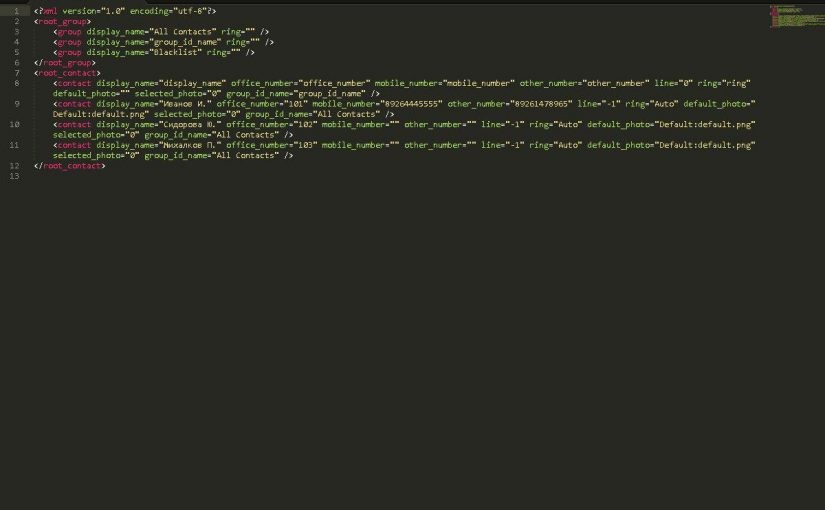 1 <?xml version="1.0" encoding="utf-8"?>
2 <root_group>
3 <group display_name="All Contacts" ring="" />
4 <group display_name="group_id_name" ring="" />
5 <group display_name="Blacklist" ring="" />
6 </root_group>
7 <root_contact>
8 <contact display_name="display_name" office_number="office_number" mobile_number="mobile_number" other_number="other_number" line="0" ring="ring"
default_photo="" selected_photo="0" group_id_name="group_id_name" />
9 <contact display_name="Иванов И." office_number="101" mobile_number="89264445555" other_number="89261478965" line="-1" ring="Auto" default_photo="
Default:default.png" selected_photo="0" group_id_name="All Contacts" />
10 <contact display_name="Сидорова Ю." office_number="102" mobile_number="" other_number="" line="-1" ring="Auto" default_photo="Default:default.png"
selected_photo="0" group_id_name="All Contacts" />
11 <contact display_name="Михалков П." office_number="103" mobile_number="" other_number="" line="-1" ring="Auto" default_photo="Default:default.png"
selected_photo="0" group_id_name="All Contacts" />
12 </root_contact>
13